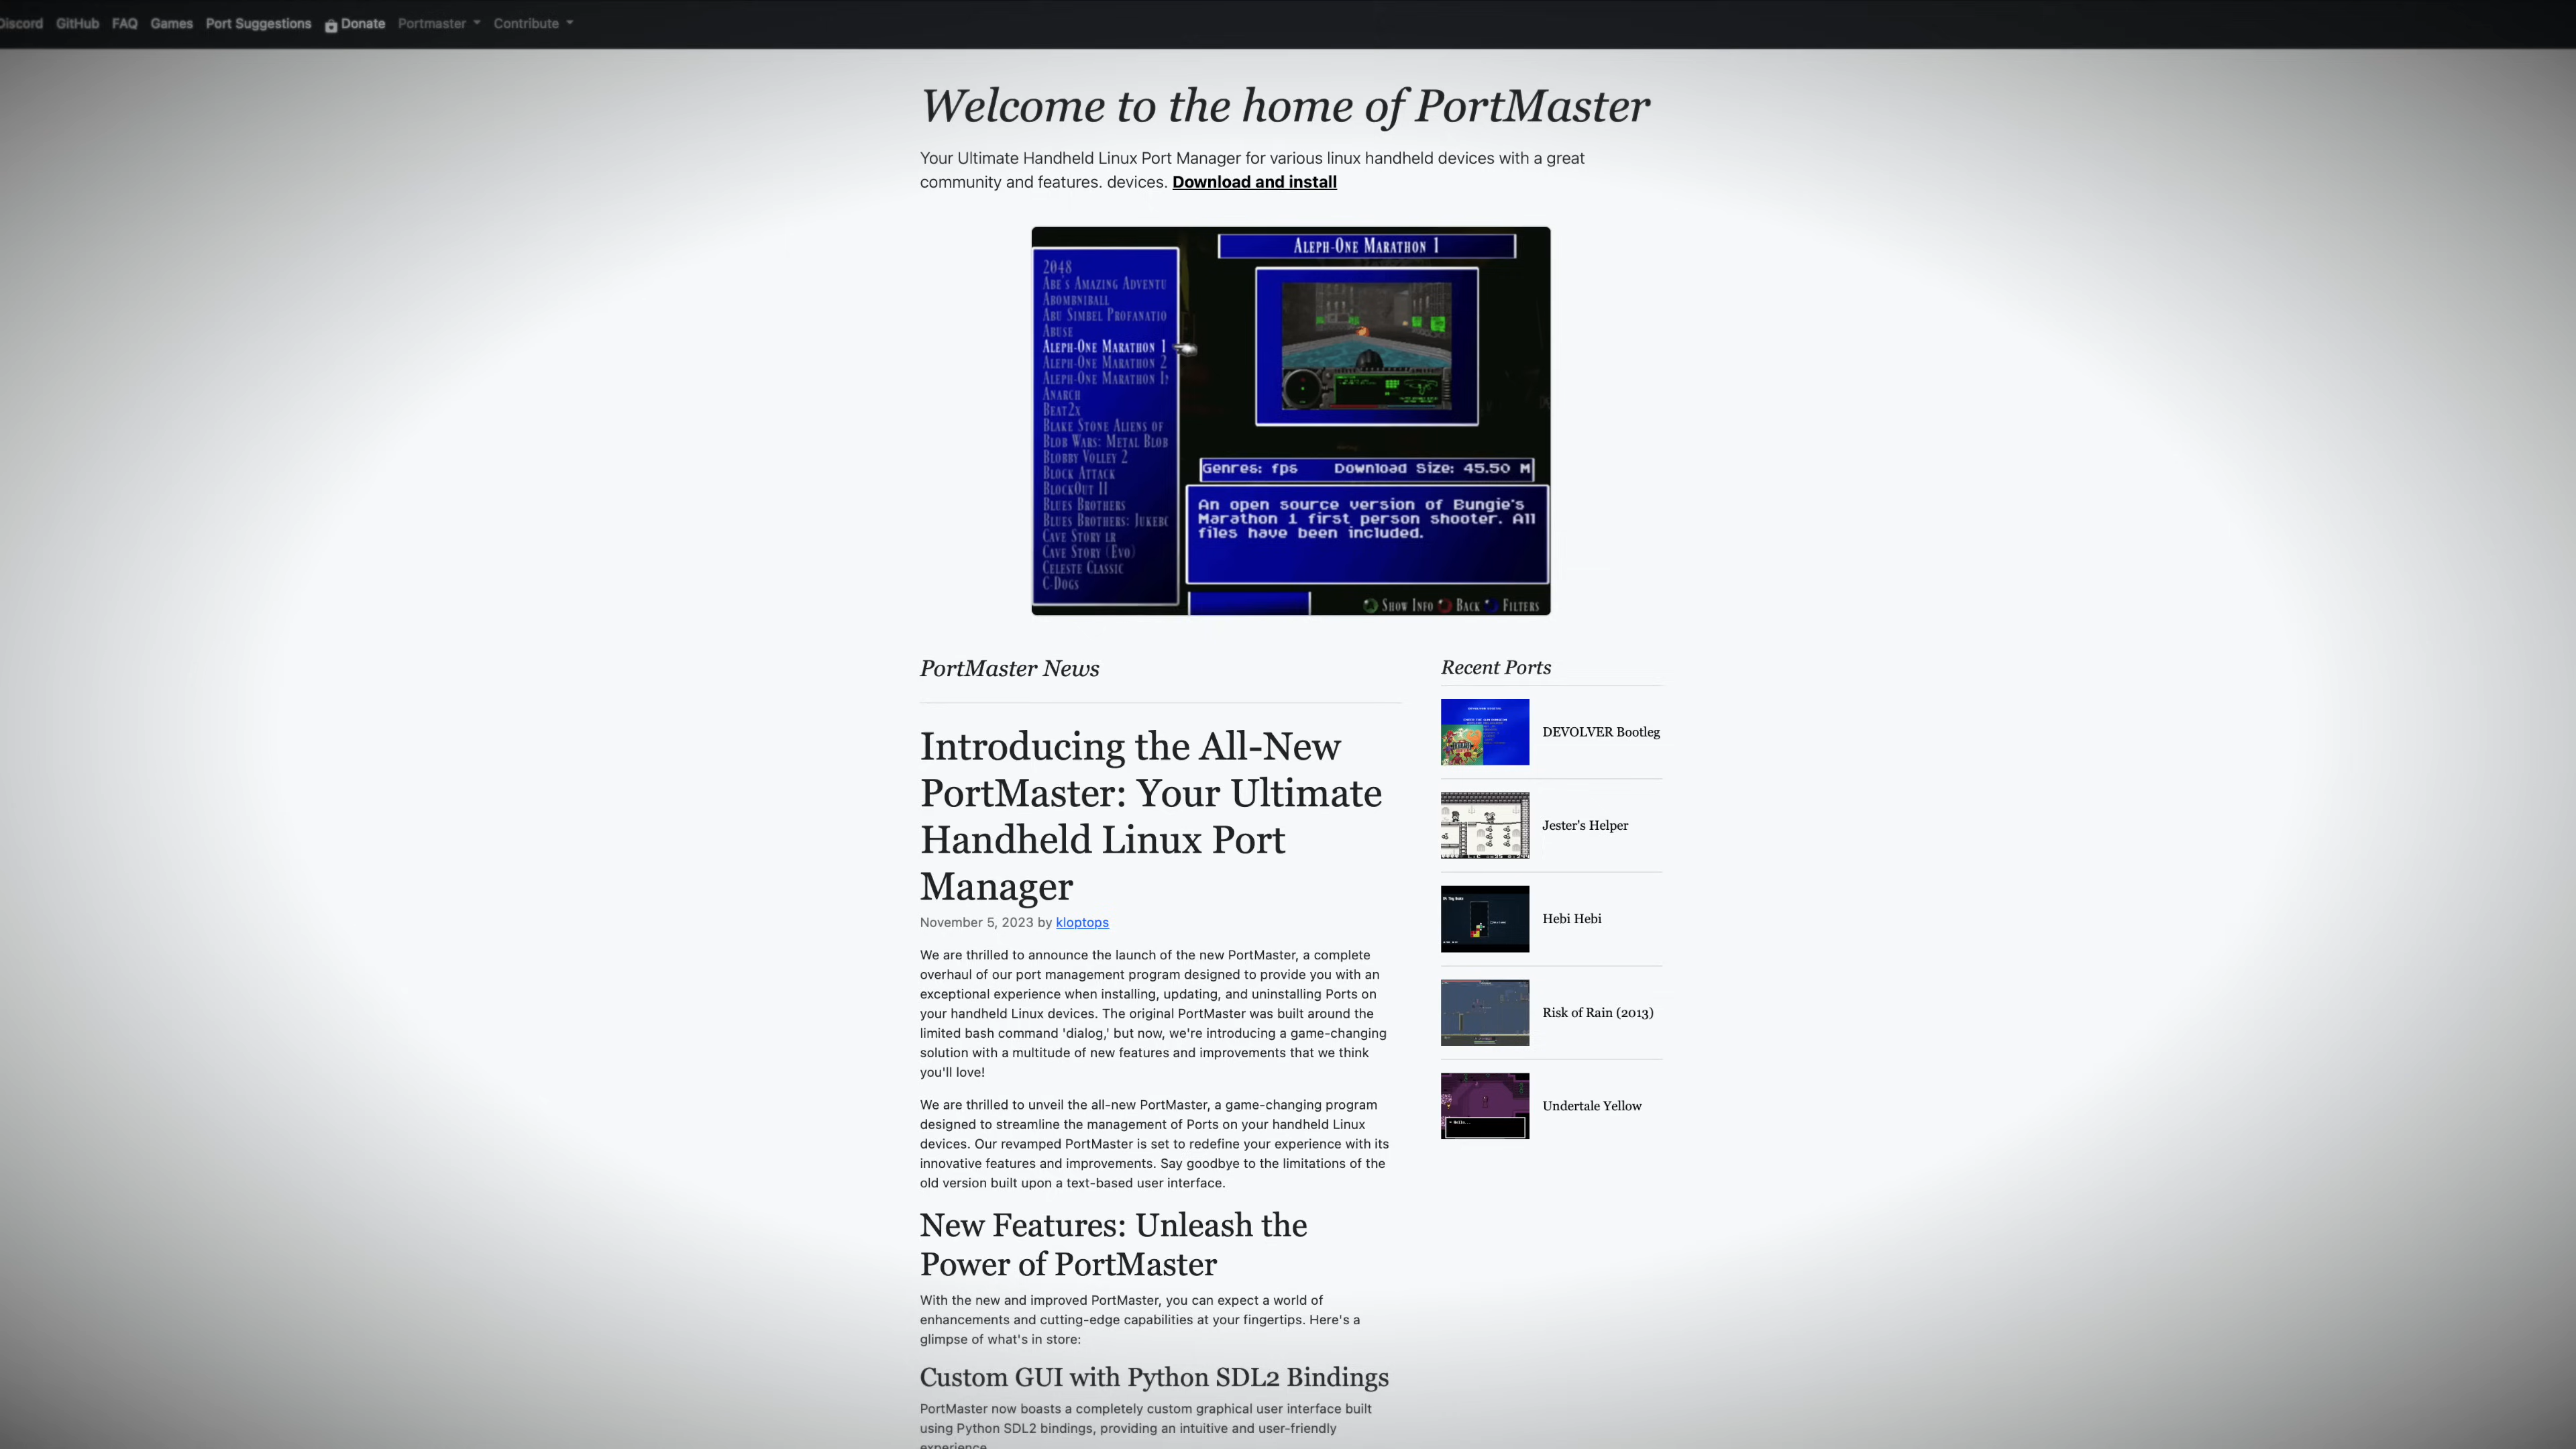 Discord GitHub FAQ Games Port Suggestions Donate Portmaster Contribute
Welcome to the home of PortMaster
Your Ultimate Handheld Linux Port Manager for various linux handheld devices with a great
community and features. devices. Download and install
Aleph-One Marathon 1
2048
Abe's Amazing Adventu
Abombniball
Abu Simbel Profanatio
Abuse
Aleph-One Marathon 1
Aleph-One Marathon 2
Aleph-One Marathon
Anarch
Beat2x
Blake Stone Aliens of
Blob Wars: Metal Blob
Blobby Volley 2
Block Attack
BlockOut II
Blues Brothers
Blues Brothers: Jukebo
Cave Story lr
Cave Story (Evo)
Celeste Classic
C-Dogs
Genres: fps Download Size: 45.50 M
An open source version of Bungie's
Marathon 1 first person shooter. All
files have been included.
Show Info Back Filters
PortMaster News
Introducing the All-New
PortMaster: Your Ultimate
Handheld Linux Port
Manager
November 5, 2023 by kloptops
We are thrilled to announce the launch of the new PortMaster, a complete
overhaul of our port management program designed to provide you with an
exceptional experience when installing, updating, and uninstalling Ports on
your handheld Linux devices. The original PortMaster was built around the
limited bash command 'dialog,' but now, we're introducing a game-changing
solution with a multitude of new features and improvements that we think
you'll love!
We are thrilled to unveil the all-new PortMaster, a game-changing program
designed to streamline the management of Ports on your handheld Linux
devices. Our revamped PortMaster is set to redefine your experience with its
innovative features and improvements. Say goodbye to the limitations of the
old version built upon a text-based user interface.
New Features: Unleash the
Power of PortMaster
With the new and improved PortMaster, you can expect a world of
enhancements and cutting-edge capabilities at your fingertips. Here's a
glimpse of what's in store:
Custom GUI with Python SDL2 Bindings
PortMaster now boasts a completely custom graphical user interface built
using Python SDL2 bindings, providing an intuitive and user-friendly
experience
Recent Ports
DEVOLVER Bootleg
Jester's Helper
Hebi Hebi
Risk of Rain (2013)
Undertale Yellow